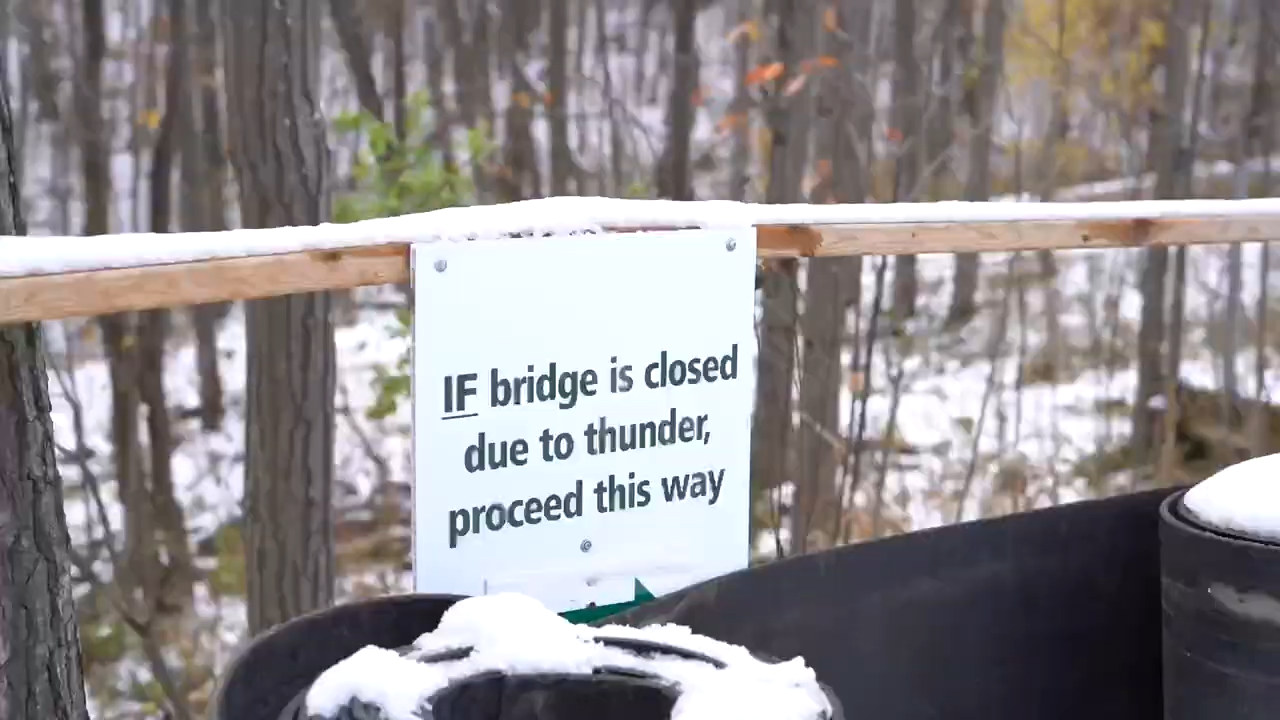 IF bridge is closed
due to thunder,
proceed this way